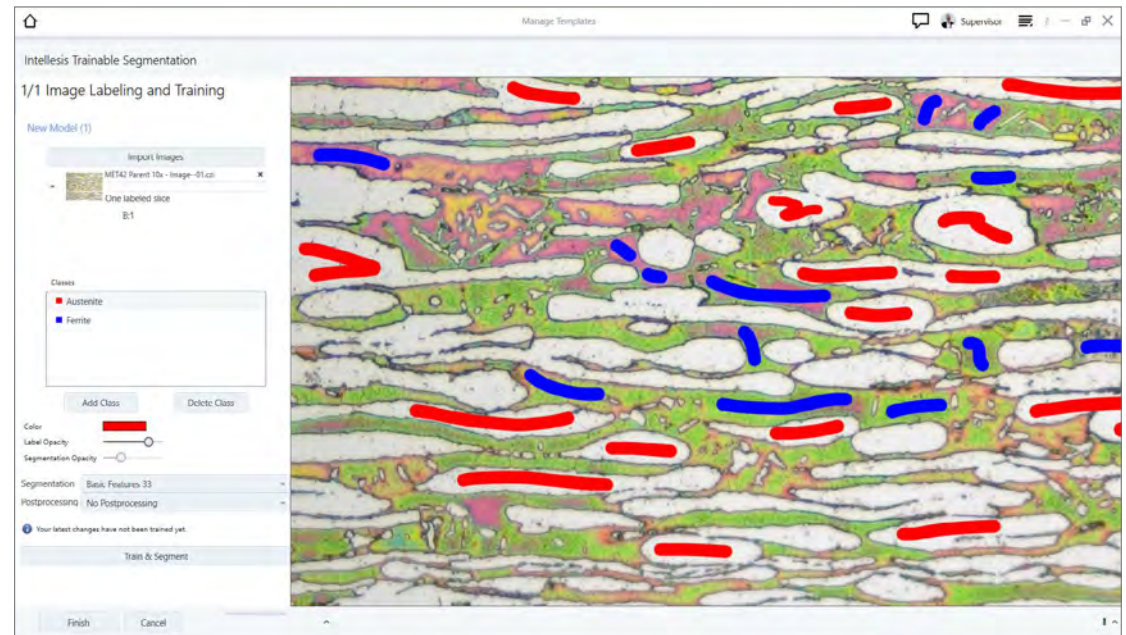 Manage Templates
Supervisor
Intellesis Trainable Segmentation
1/1 Image Labeling and Training
New Model (1)
Import Images
MET42 Parent 10x - Image--01.czi
One labeled slice
B:1
Classes
Austenite
Ferrite
Add Class Delete Class
Color
Label Opacity
Segmentation Opacity
Segmentation Basic Features 33
Postprocessing No Postprocessing
Your latest changes have not been trained yet.
Train & Segment
Finish Cancel